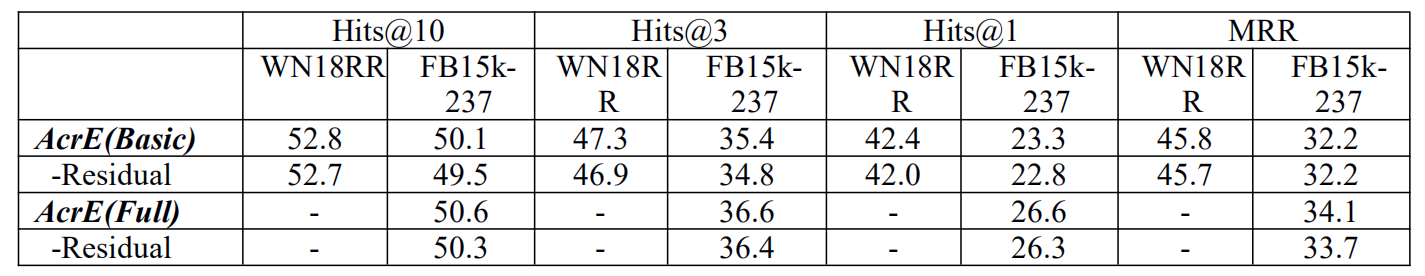 Hits@10 Hits@3 Hits@1 MRR
WN18RR FB15k- WN18R FB15k- WN18R FB15k- WN18R FB15k-
237 R 237 R 237 R 237
AcrE(Basic) 52.8 50.1 47.3 35.4 42.4 23.3 45.8 32.2
-Residual 52.7 49.5 46.9 34.8 42.0 22.8 45.7 32.2
AcrE(Full) - 50.6 - 36.6 - 26.6 - 34.1
-Residual - 50.3 - 36.4 - 26.3 - 33.7